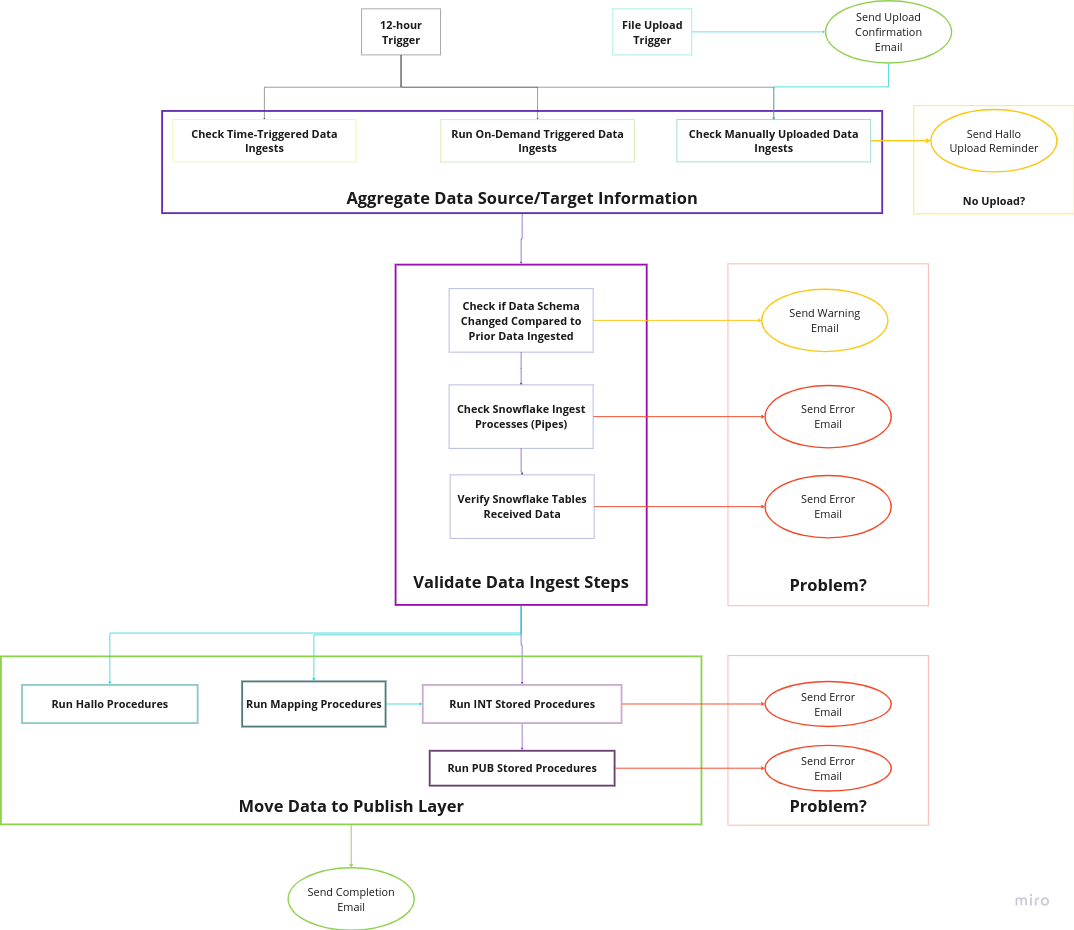 12-hour
Trigger
File Upload
Trigger
Send Upload
Confirmation
Email
Check Time-Triggered Data
Ingests
Run On-Demand Triggered Data
Ingests
Check Manually Uploaded Data
Ingests
Send Hallo
Upload Reminder
Aggregate Data Source/Target Information
No Upload?
Check if Data Schema
Changed Compared to
Prior Data Ingested
Send Warning
Email
Check Snowflake Ingest
Processes (Pipes)
Send Error
Email
Verify Snowflake Tables
Received Data
Send Error
Email
Validate Data Ingest Steps
Problem?
Run Hallo Procedures
Run Mapping Procedures
Run INT Stored Procedures
Send Error
Email
Run PUB Stored Procedures
Send Error
Email
Move Data to Publish Layer
Problem?
Send Completion
Email
miro